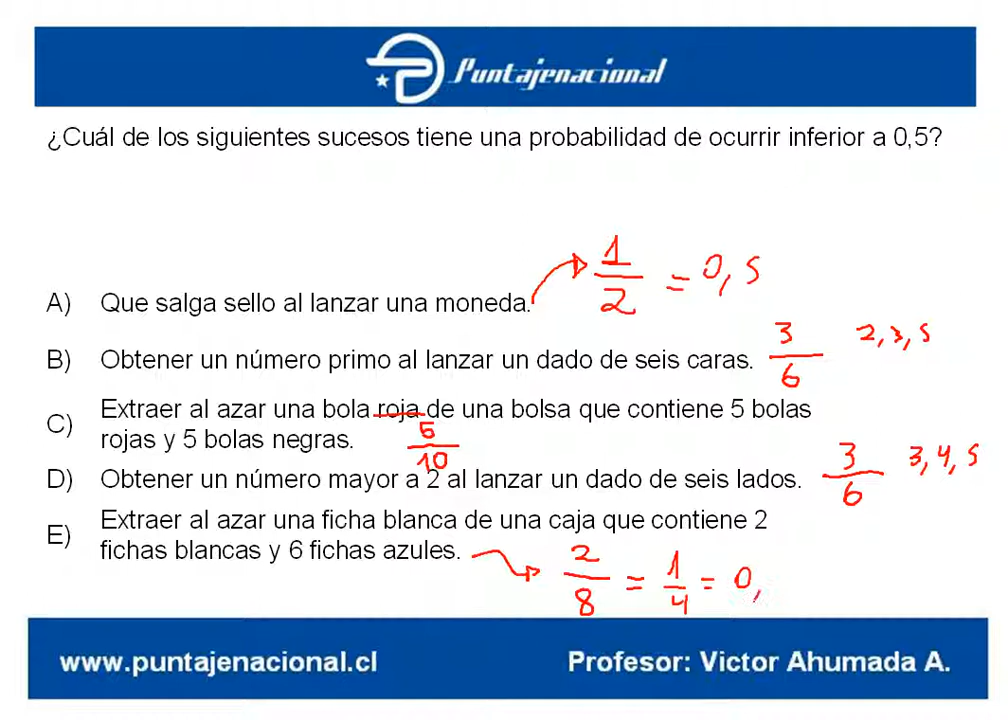 Puntajenacional
¿Cuál de los siguientes sucesos tiene una probabilidad de ocurrir inferior a 0,5?
A) Que salga sello al lanzar una moneda. 1/2 = 0,5
B) Obtener un número primo al lanzar un dado de seis caras. 3/6 2,3,5
C) Extraer al azar una bola roja de una bolsa que contiene 5 bolas
rojas y 5 bolas negras. 5/10
D) Obtener un número mayor a 2 al lanzar un dado de seis lados. 3/6 3,4,5
E) Extraer al azar una ficha blanca de una caja que contiene 2
fichas blancas y 6 fichas azules. 2/8 = 1/4 = 0,
www.puntajenacional.cl Profesor: Victor Ahumada A.